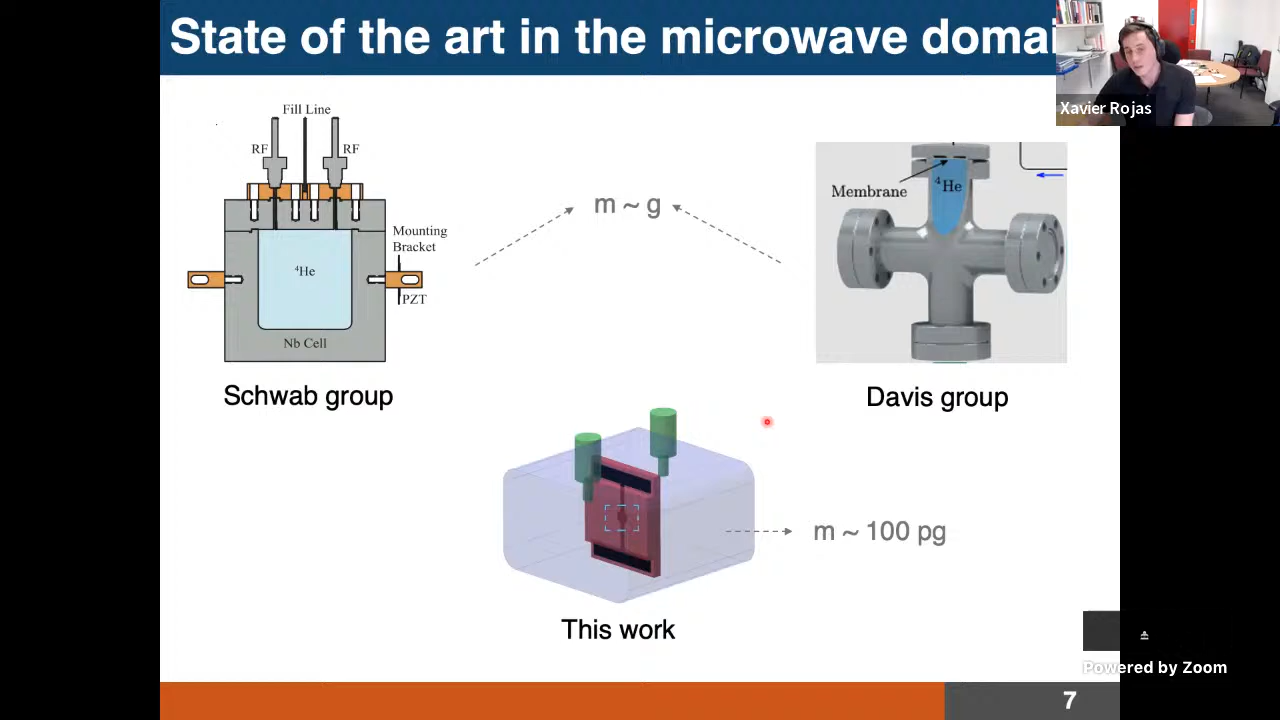 State of the art in the microwave domai
Xavier Rojas
Fill Line
RF
RF
Mounting
Bracket
⁴He
PZT
Nb Cell
Schwab group
m ~ g
Membrane
⁴He
Davis group
m ~ 100 pg
This work
Powered by Zoom
7